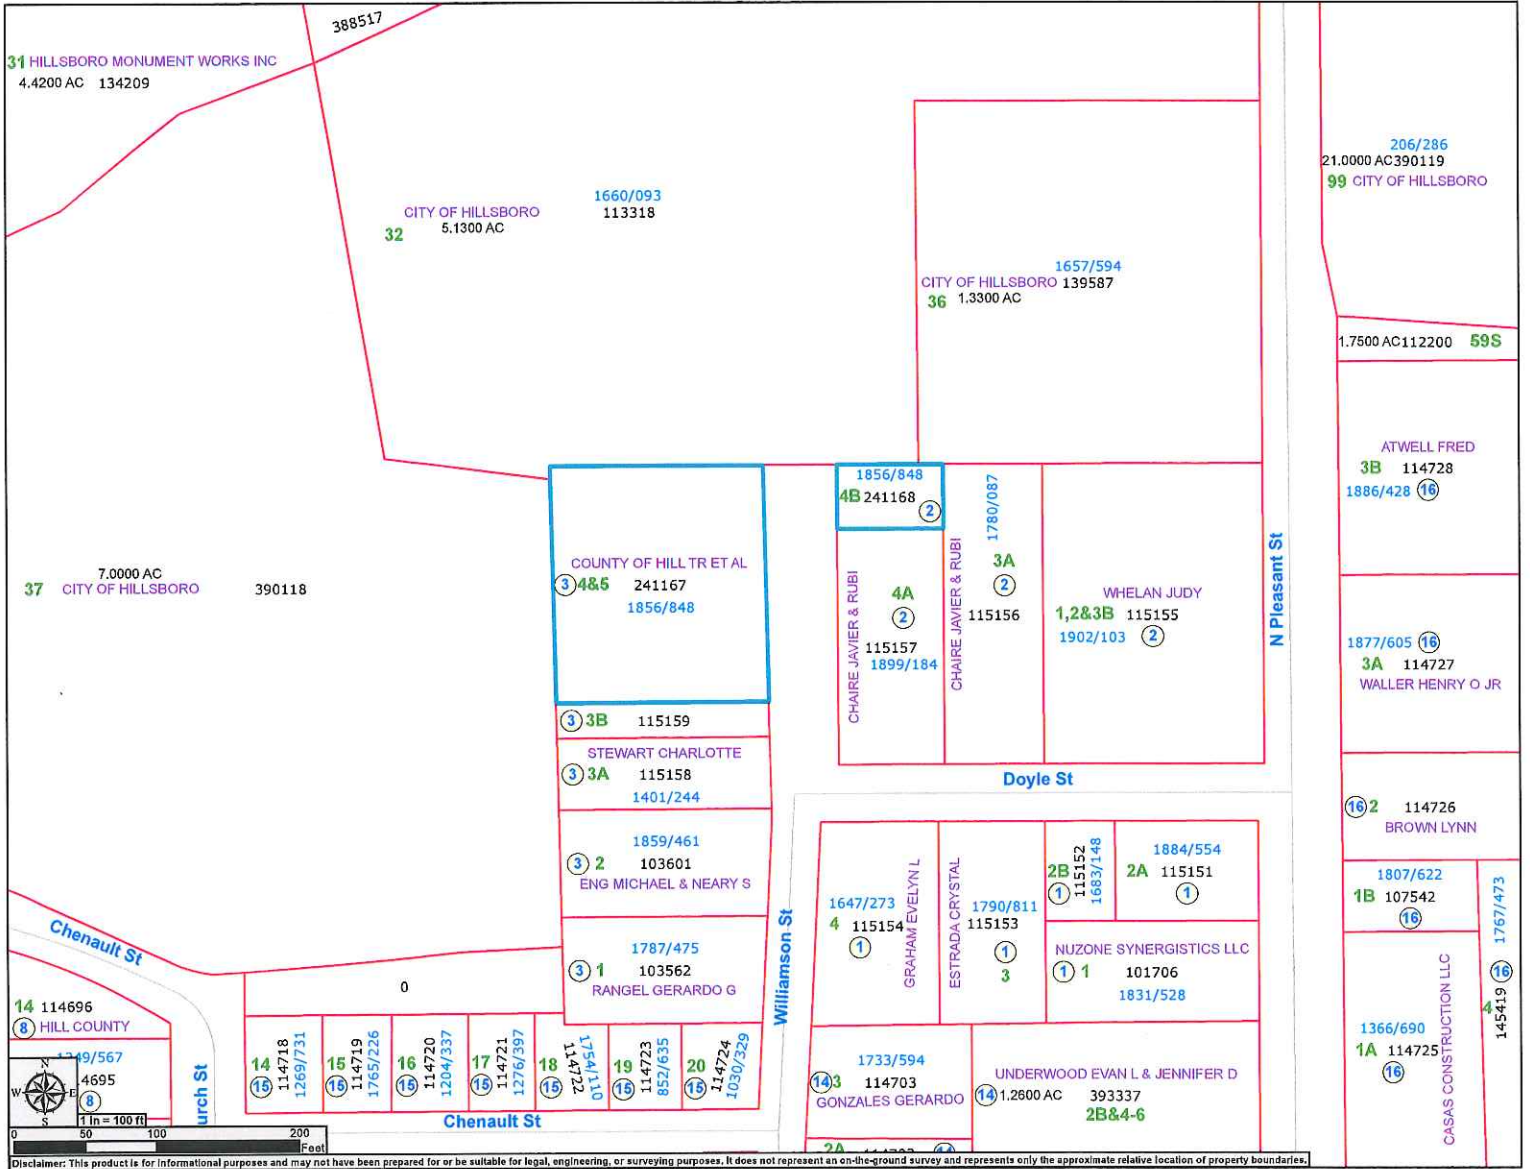 388517
31 HILLSBORO MONUMENT WORKS INC
4.4200 AC 134209
206/286
21.0000 AC 390119
99 CITY OF HILLSBORO
1660/093
CITY OF HILLSBORO 113318
32 5.1300 AC
1657/594
CITY OF HILLSBORO 139587
36 1.3300 AC
1.7500 AC 112200 59S
ATWELL FRED
3B 114728
1886/428 16
1856/848
4B 241168
2
1780/087
3A
2
115156
CHAIRE JAVIER & RUBI
COUNTY OF HILL TR ET AL
3 4&5 241167
1856/848
7.0000 AC
37 CITY OF HILLSBORO 390118
4A
2
115157
1899/184
CHAIRE JAVIER & RUBI
WHELAN JUDY
1,2&3B 115155
1902/103 2
N Pleasant St
1877/605 16
3A 114727
WALLER HENRY O JR
3 3B 115159
STEWART CHARLOTTE
3 3A 115158
1401/244
Doyle St
16 2 114726
BROWN LYNN
1859/461
3 2 103601
ENG MICHAEL & NEARY S
1647/273
4 115154
1
GRAHAM EVELYN L
ESTRADA CRYSTAL
1790/811
115153
1
3
2B
1
115152
1683/148
1884/554
2A 115151
1
1807/622
1B 107542
16
1767/473
16
145419
4
NUZONE SYNERGISTICS LLC
1 1 101706
1831/528
Chenault St
1787/475
3 1 103562
RANGEL GERARDO G
Williamson St
0
14 114696
8 HILL COUNTY
14
15
114718
1269/731
15
15
114719
1765/226
16
15
114720
1204/337
17
15
114721
1276/397
18
15
114722
1754/110
19
15
114723
852/635
20
15
114724
1030/329
1733/594
14 3 114703
GONZALES GERARDO
UNDERWOOD EVAN L & JENNIFER D
14 1.2600 AC 393337
2B&4-6
1366/690
1A 114725
16
CASAS CONSTRUCTION LLC
49/567
4695
8
N
W E
S
urch St
Chenault St
2A
14
1 in = 100 ft
0 50 100 200
Feet
Disclaimer: This product is for informational purposes and may not have been prepared for or be suitable for legal, engineering, or surveying purposes. It does not represent an on-the-ground survey and represents only the approximate relative location of property boundaries.